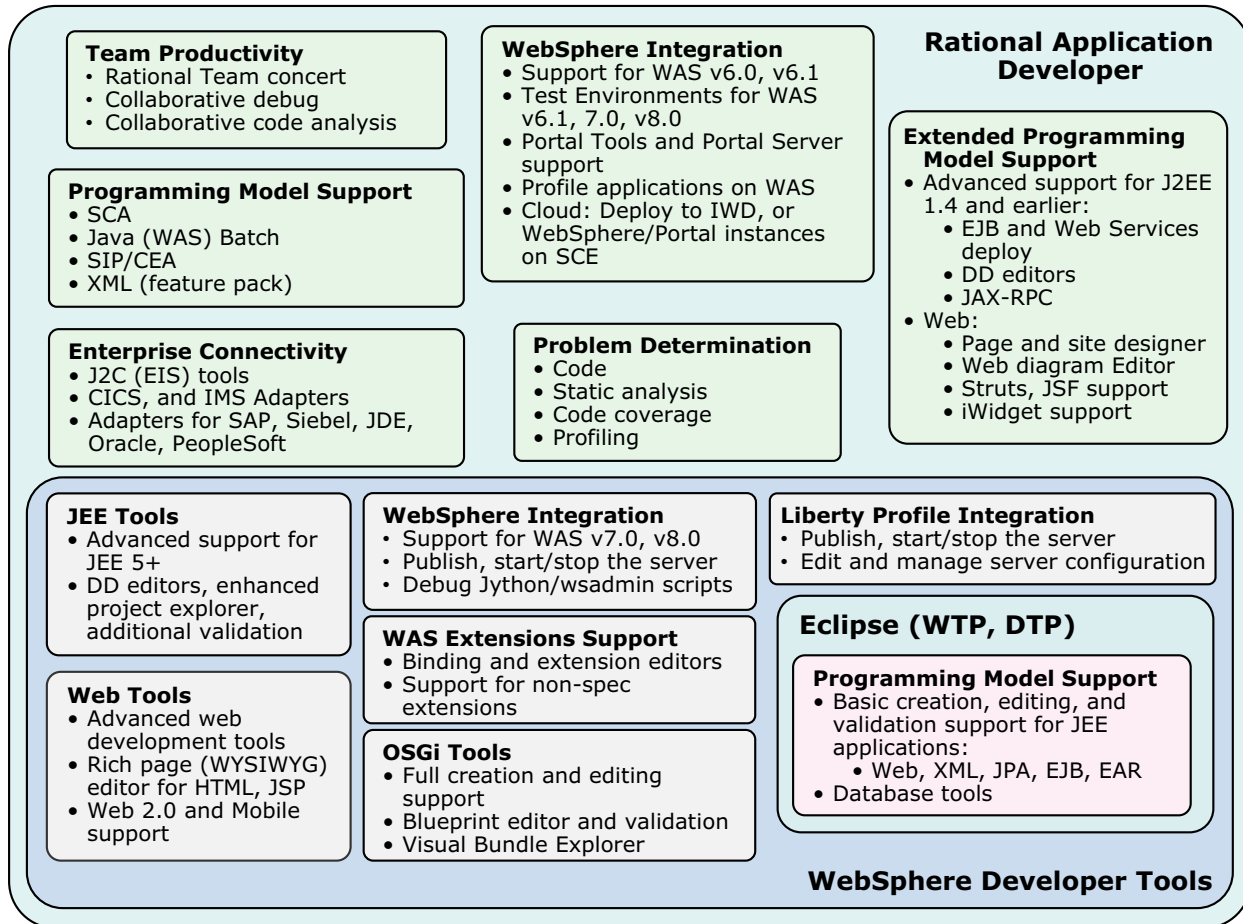 Rational Application
Developer
Team Productivity
• Rational Team concert
• Collaborative debug
• Collaborative code analysis
WebSphere Integration
• Support for WAS v6.0, v6.1
• Test Environments for WAS
v6.1, 7.0, v8.0
• Portal Tools and Portal Server
support
• Profile applications on WAS
• Cloud: Deploy to IWD, or
WebSphere/Portal instances
on SCE
Extended Programming
Model Support
• Advanced support for J2EE
1.4 and earlier:
• EJB and Web Services
deploy
• DD editors
• JAX-RPC
• Web:
• Page and site designer
• Web diagram Editor
• Struts, JSF support
• iWidget support
Programming Model Support
• SCA
• Java (WAS) Batch
• SIP/CEA
• XML (feature pack)
Enterprise Connectivity
• J2C (EIS) tools
• CICS, and IMS Adapters
• Adapters for SAP, Siebel, JDE,
Oracle, PeopleSoft
Problem Determination
• Code
• Static analysis
• Code coverage
• Profiling
JEE Tools
• Advanced support for
JEE 5+
• DD editors, enhanced
project explorer,
additional validation
WebSphere Integration
• Support for WAS v7.0, v8.0
• Publish, start/stop the server
• Debug Jython/wsadmin scripts
Liberty Profile Integration
• Publish, start/stop the server
• Edit and manage server configuration
WAS Extensions Support
• Binding and extension editors
• Support for non-spec
extensions
Web Tools
• Advanced web
development tools
• Rich page (WYSIWYG)
editor for HTML, JSP
• Web 2.0 and Mobile
support
OSGi Tools
• Full creation and editing
support
• Blueprint editor and validation
• Visual Bundle Explorer
Eclipse (WTP, DTP)
Programming Model Support
• Basic creation, editing, and
validation support for JEE
applications:
• Web, XML, JPA, EJB, EAR
• Database tools
WebSphere Developer Tools